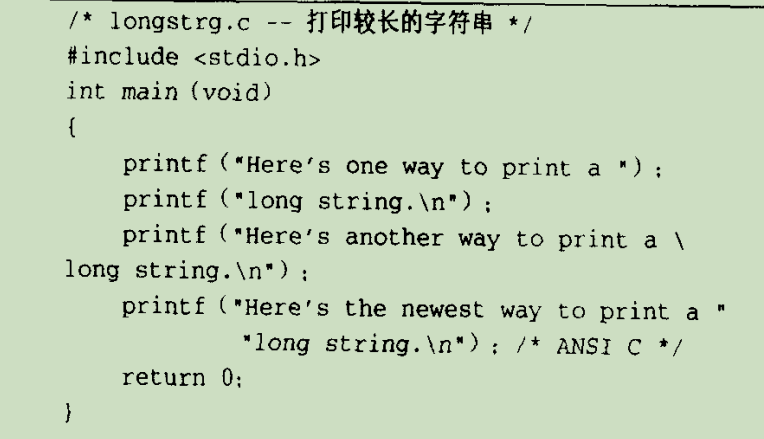 /* longstrg.c -- 打印较长的字符串 */
#include <stdio.h>
int main (void)
{
    printf ("Here's one way to print a ");
    printf ("long string.\n");
    printf ("Here's another way to print a \
long string.\n");
    printf ("Here's the newest way to print a "
            "long string.\n"); /* ANSI C */
    return 0;
}